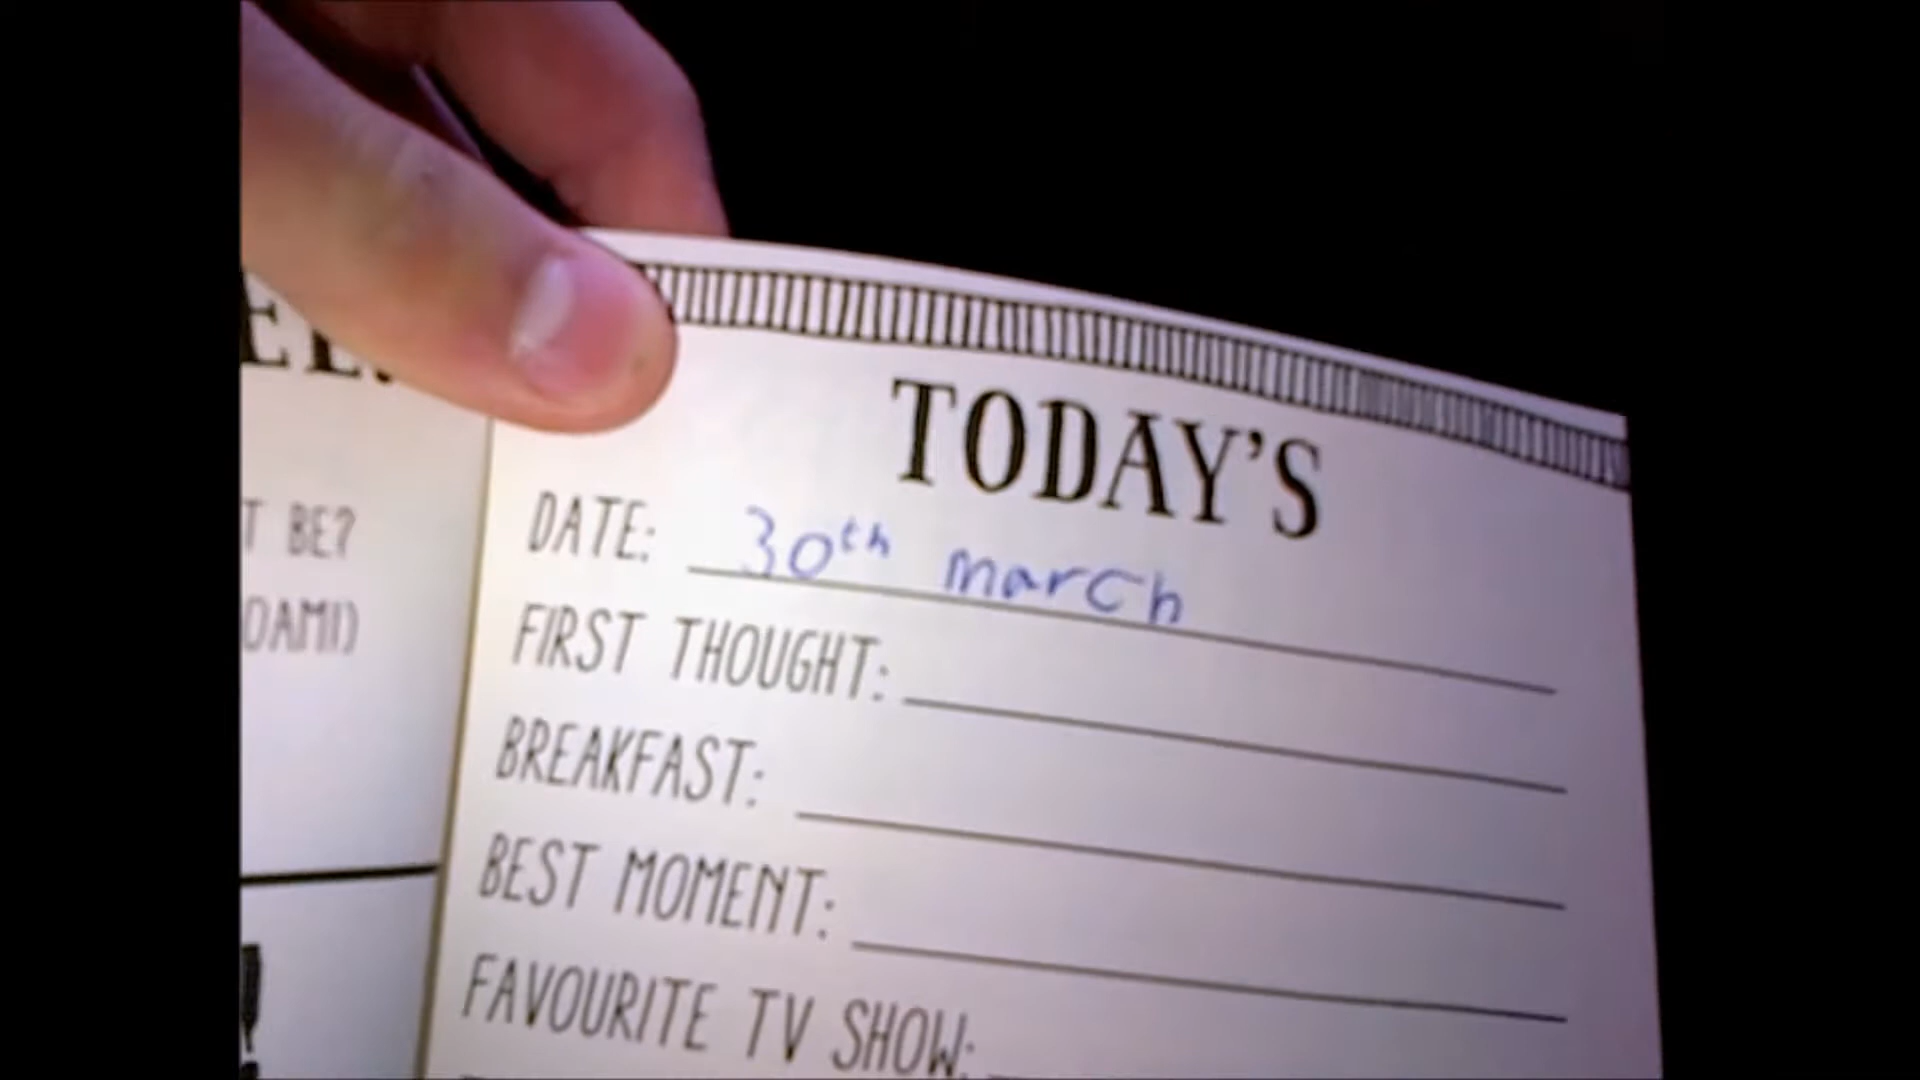 TODAY'S
DATE: 30th march
FIRST THOUGHT:
BREAKFAST:
BEST MOMENT:
FAVOURITE TV SHOW:
T BE?
DAMI)
!